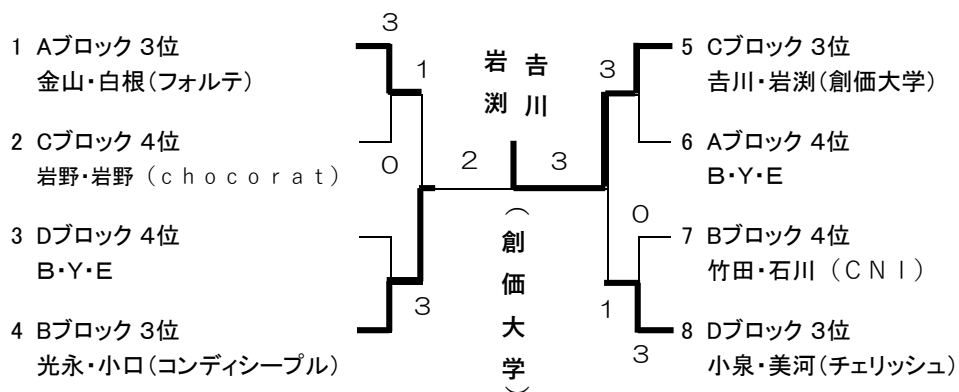 3
1 Aブロック 3位
金山・白根(フォルテ)
1
2 Cブロック 4位
岩野・岩野 (ｃｈｏｃｏｒａｔ)
0
3 Dブロック 4位
B・Y・E
3
4 Bブロック 3位
光永・小口(コンディシープル)
2
吉川
岩渕
(創価大学)
3
5 Cブロック 3位
吉川・岩渕(創価大学)
3
6 Aブロック 4位
B・Y・E
0
7 Bブロック 4位
竹田・石川 (ＣＮＩ)
1
8 Dブロック 3位
小泉・美河(チェリッシュ)
3